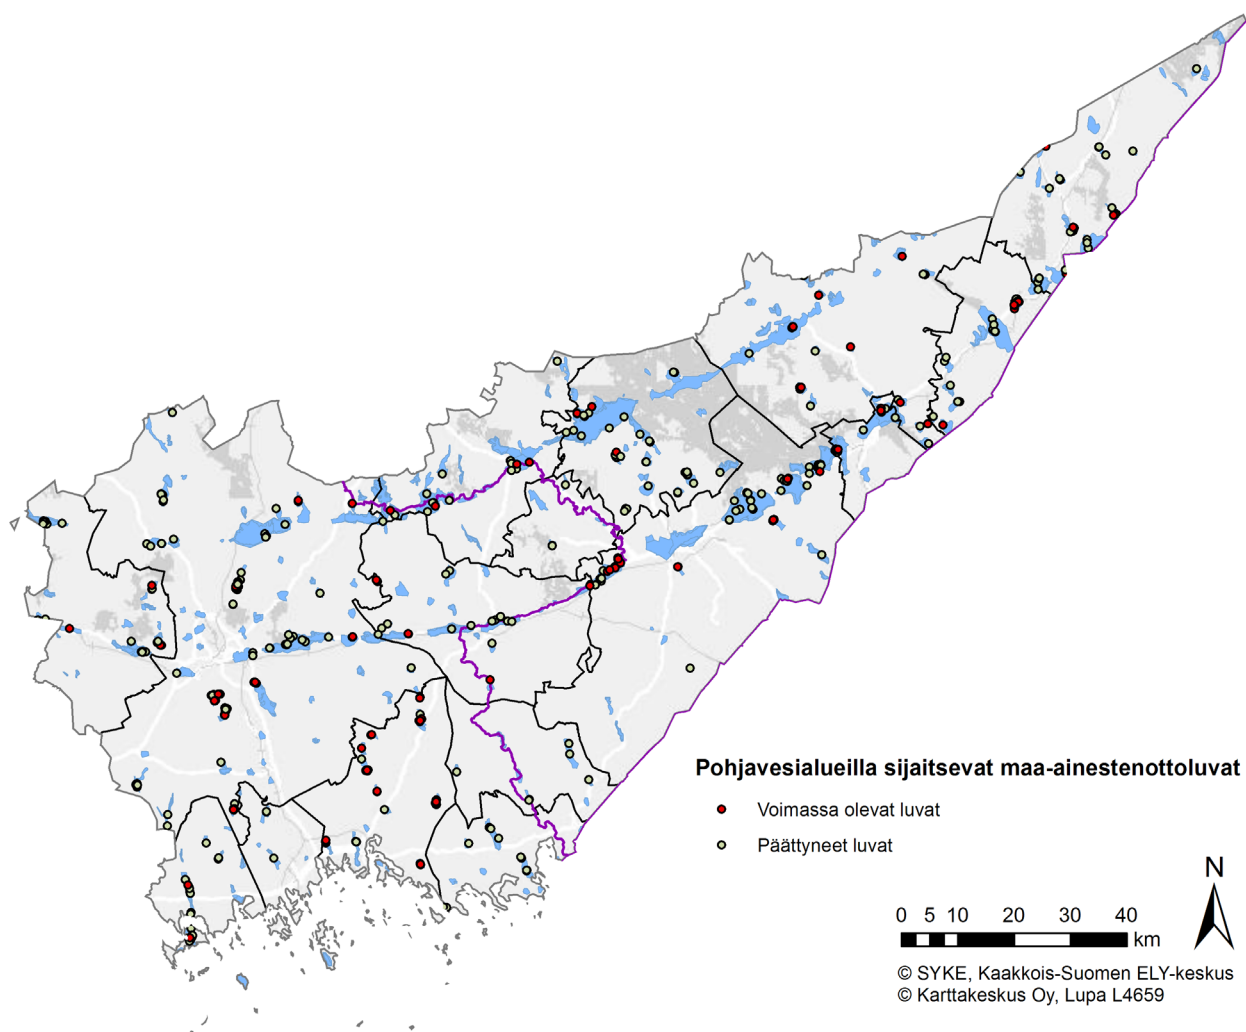 Pohjavesialueilla sijaitsevat maa-ainestenottoluvat
Voimassa olevat luvat
Päättyneet luvat
N
0 5 10 20 30 40
km
© SYKE, Kaakkois-Suomen ELY-keskus
© Karttakeskus Oy, Lupa L4659